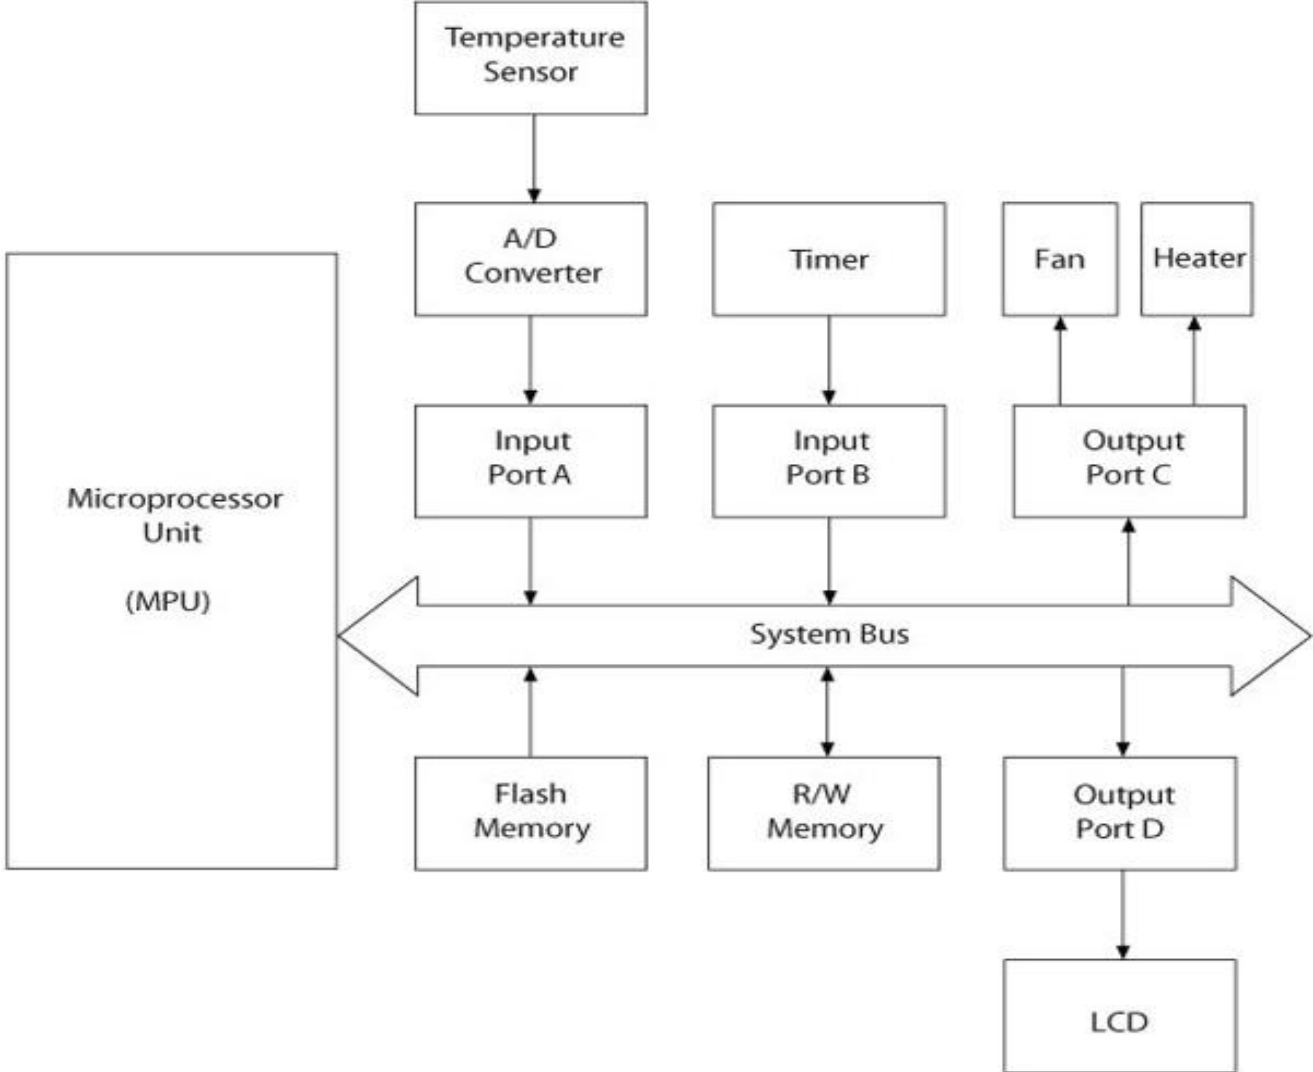 Temperature
Sensor
A/D
Converter
Timer
Fan
Heater
Input
Port A
Input
Port B
Output
Port C
Microprocessor
Unit
(MPU)
System Bus
Flash
Memory
R/W
Memory
Output
Port D
LCD